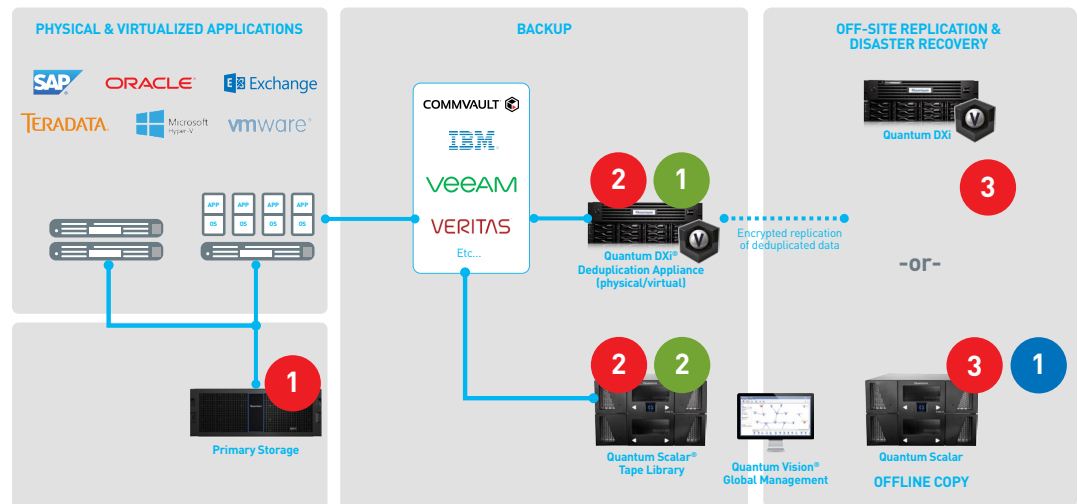 PHYSICAL & VIRTUALIZED APPLICATIONS
SAP®
ORACLE®
E Exchange
TERADATA.
Microsoft
Hyper-V
vmware®
APP APP APP APP
OS OS OS OS
1
Primary Storage
BACKUP
COMMVAULT
IBM®
veeAM
VERITAS
Etc...
2 1
V
Quantum DXi®
Deduplication Appliance
(physical/virtual)
Encrypted replication
of deduplicated data
2 2
Quantum Scalar®
Tape Library
Quantum Vision®
Global Management
OFF-SITE REPLICATION &
DISASTER RECOVERY
V
Quantum DXi
3
-or-
3 1
Quantum Scalar
OFFLINE COPY